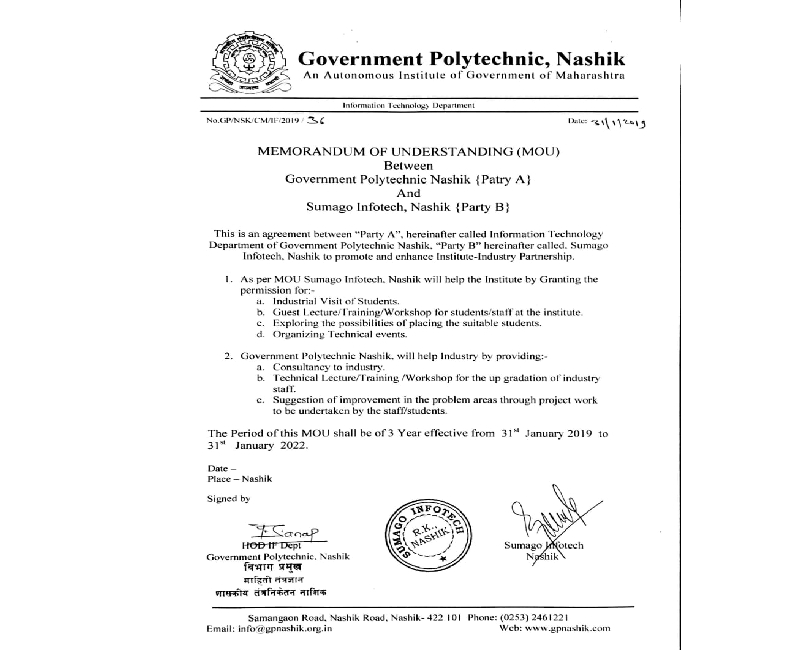 Government Polytechnic, Nashik
An Autonomous Institute of Government of Maharashtra
Information Technology Department
No.GP/NSK/CM/IF/2019 / 36
Date: 31/1/2019
MEMORANDUM OF UNDERSTANDING (MOU)
Between
Government Polytechnic Nashik {Patry A}
And
Sumago Infotech, Nashik {Party B}
This is an agreement between “Party A”, hereinafter called Information Technology
Department of Government Polytechnic Nashik, “Party B” hereinafter called, Sumago
Infotech, Nashik to promote and enhance Institute-Industry Partnership.
1. As per MOU Sumago Infotech, Nashik will help the Institute by Granting the
permission for:-
a. Industrial Visit of Students.
b. Guest Lecture/Training/Workshop for students/staff at the institute.
c. Exploring the possibilities of placing the suitable students.
d. Organizing Technical events.
2. Government Polytechnic Nashik, will help Industry by providing:-
a. Consultancy to industry.
b. Technical Lecture/Training /Workshop for the up gradation of industry
staff.
c. Suggestion of improvement in the problem areas through project work
to be undertaken by the staff/students.
The Period of this MOU shall be of 3 Year effective from 31st January 2019 to
31st January 2022.
Date –
Place – Nashik
Signed by
SUMAGO INFOTECH
R.K.
NASHIK
HOD IF Dept
Government Polytechnic, Nashik
विभाग प्रमुख
माहिती तंत्रज्ञान
शासकीय तंत्रनिकेतन नाशिक
Sumago Infotech
Nashik
Samangaon Road, Nashik Road, Nashik- 422 101 Phone: (0253) 2461221
Email: info@gpnashik.org.in Web: www.gpnashik.com